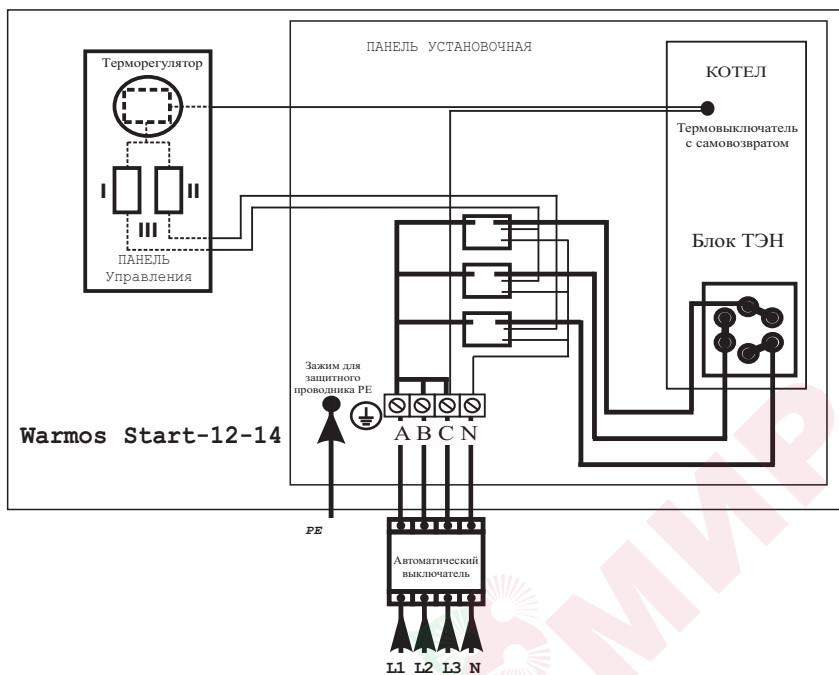 ПАНЕЛЬ УСТАНОВОЧНАЯ
Терморегулятор
I
II
III
ПАНЕЛЬ
Управления
КОТЕЛ
Термовыключатель
с самовозвратом
Блок ТЭН
Зажим для
защитного
проводника PE
Warmos Start-12-14
A B C N
PE
Автоматический
выключатель
L1 L2 L3 N
МИР